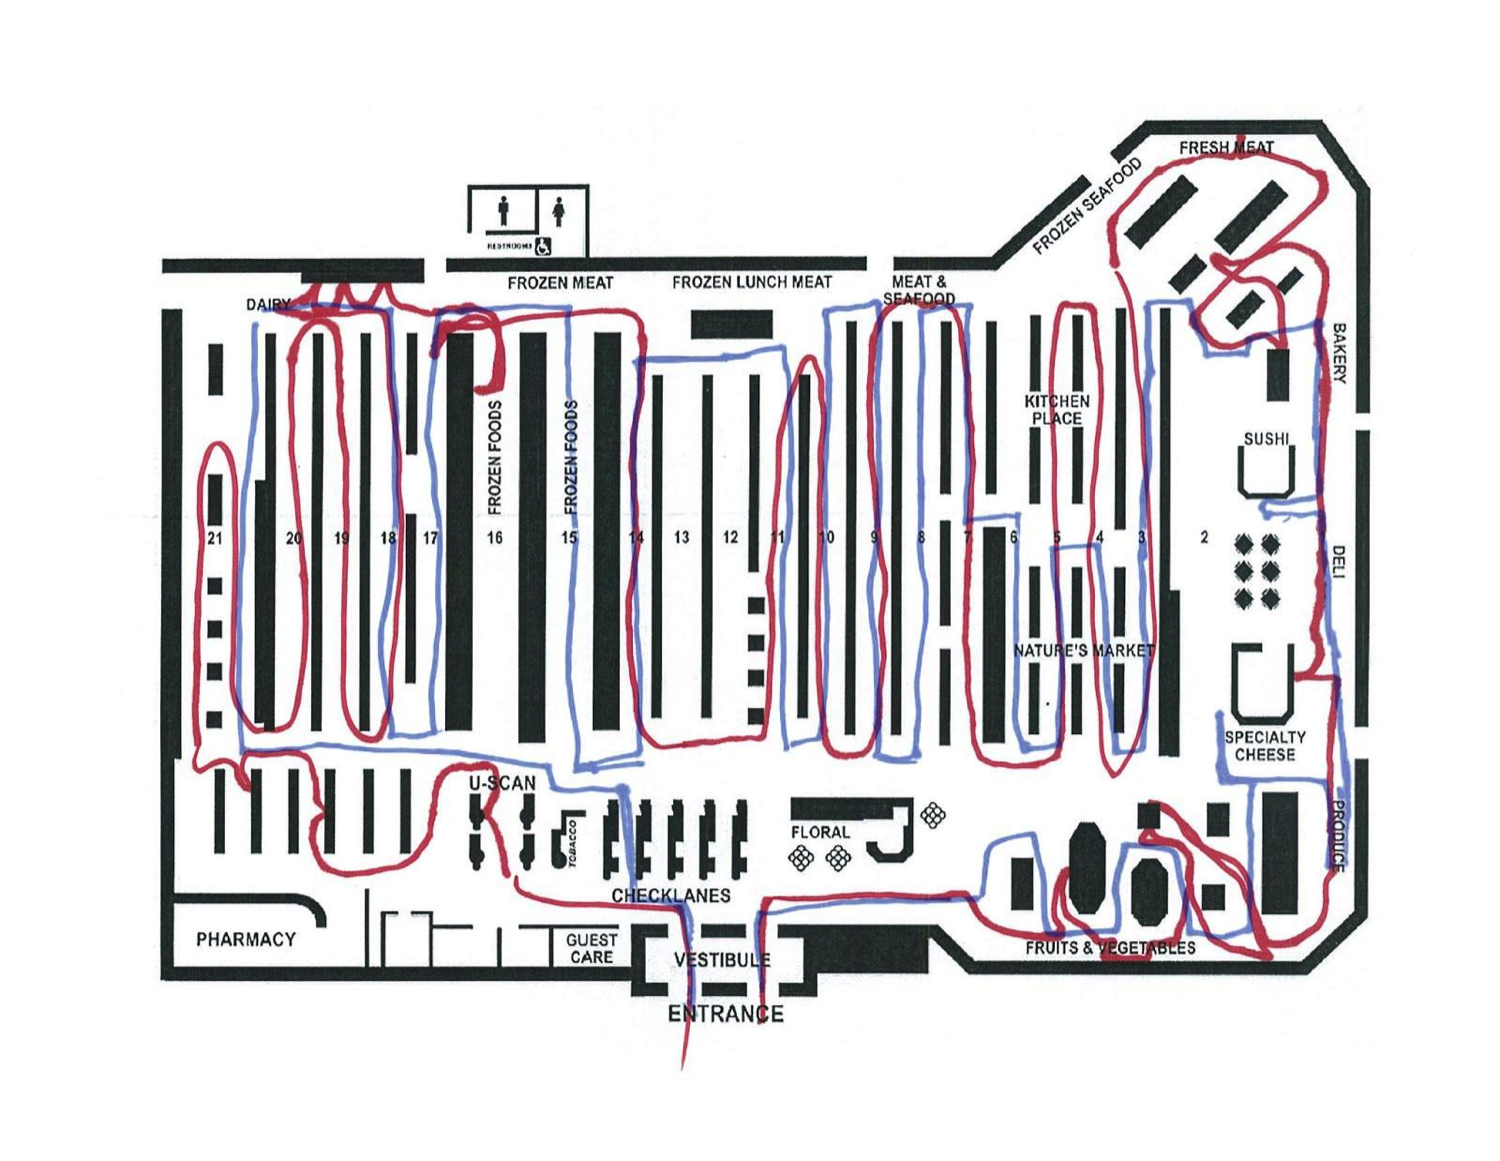 FRESH MEAT
FROZEN SEAFOOD
RESTROOMS
FROZEN MEAT
FROZEN LUNCH MEAT
MEAT &
SEAFOOD
DAIRY
BAKERY
KITCHEN
PLACE
FROZEN FOODS
FROZEN FOODS
SUSHI
21
20
19
18
17
16
15
14
13
12
11
10
9
8
7
6
5
4
3
2
DELI
NATURE'S MARKET
SPECIALTY
CHEESE
U-SCAN
TOBACCO
FLORAL
PRODUCE
CHECKLANES
PHARMACY
GUEST
CARE
VESTIBULE
FRUITS & VEGETABLES
ENTRANCE